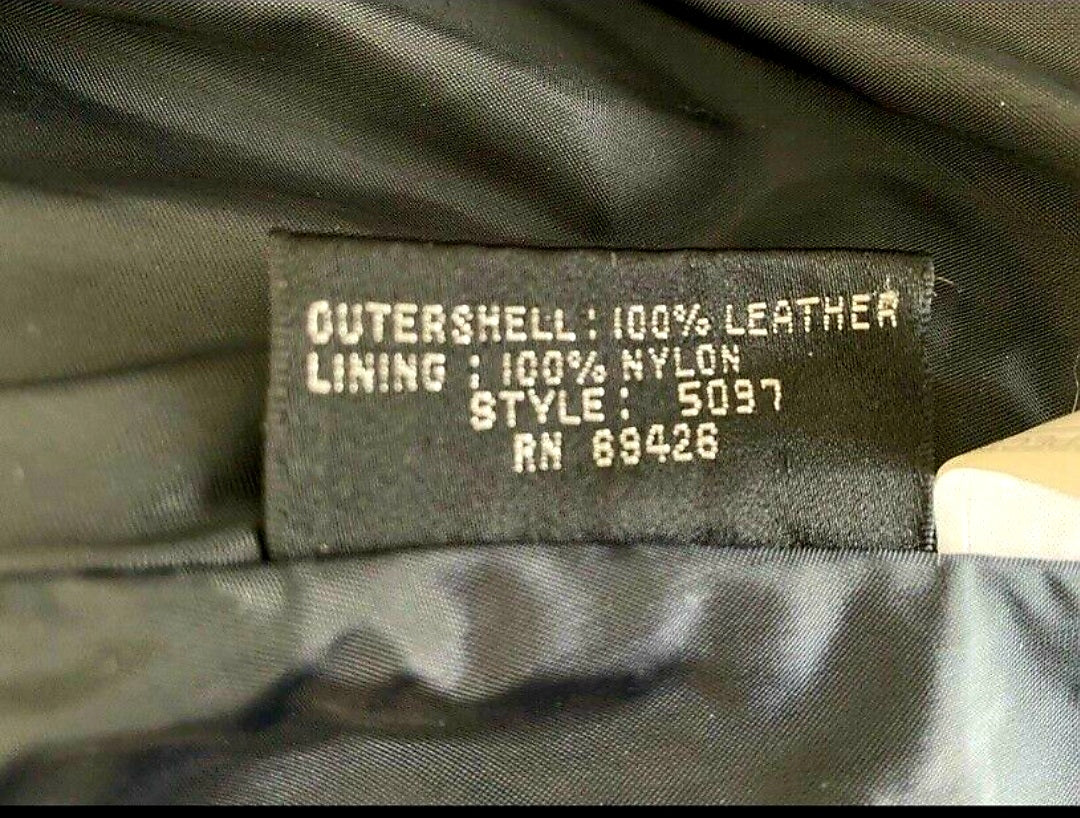 OUTERSHELL: 100% LEATHER
LINING : 100% NYLON
STYLE: 5097
RN 69426